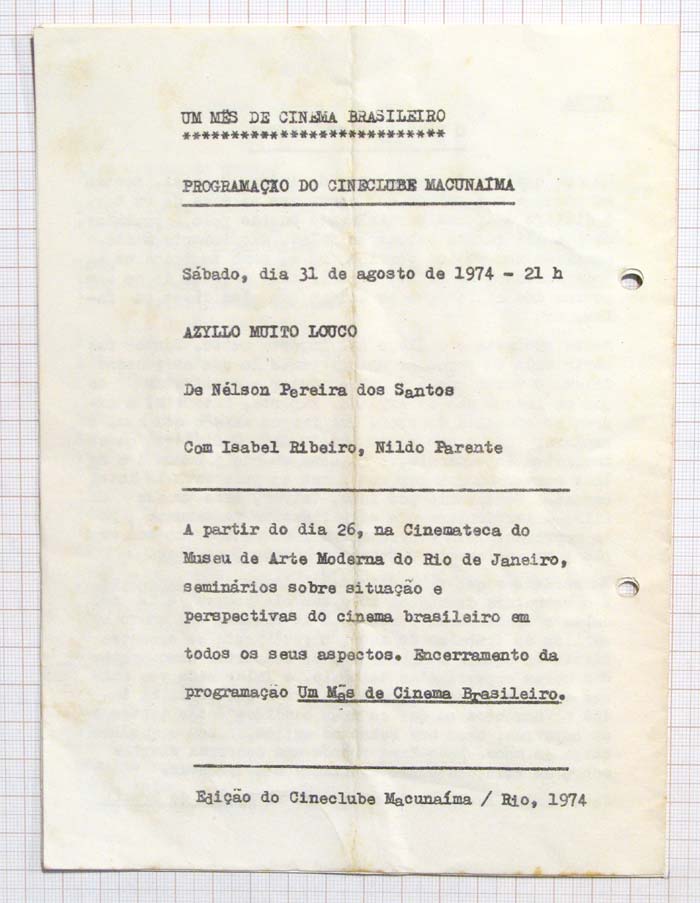 UM MÊS DE CINEMA BRASILEIRO
***************************
PROGRAMAÇÃO DO CINECLUBE MACUNAÍMA
Sábado, dia 31 de agosto de 1974 - 21 h
AZYLLO MUITO LOUCO
De Nélson Pereira dos Santos
Com Isabel Ribeiro, Nildo Parente
A partir do dia 26, na Cinemateca do
Museu de Arte Moderna do Rio de Janeiro,
seminários sobre situação e
perspectivas do cinema brasileiro em
todos os seus aspectos. Encerramento da
programação Um Mês de Cinema Brasileiro.
Edição do Cineclube Macunaíma / Rio, 1974